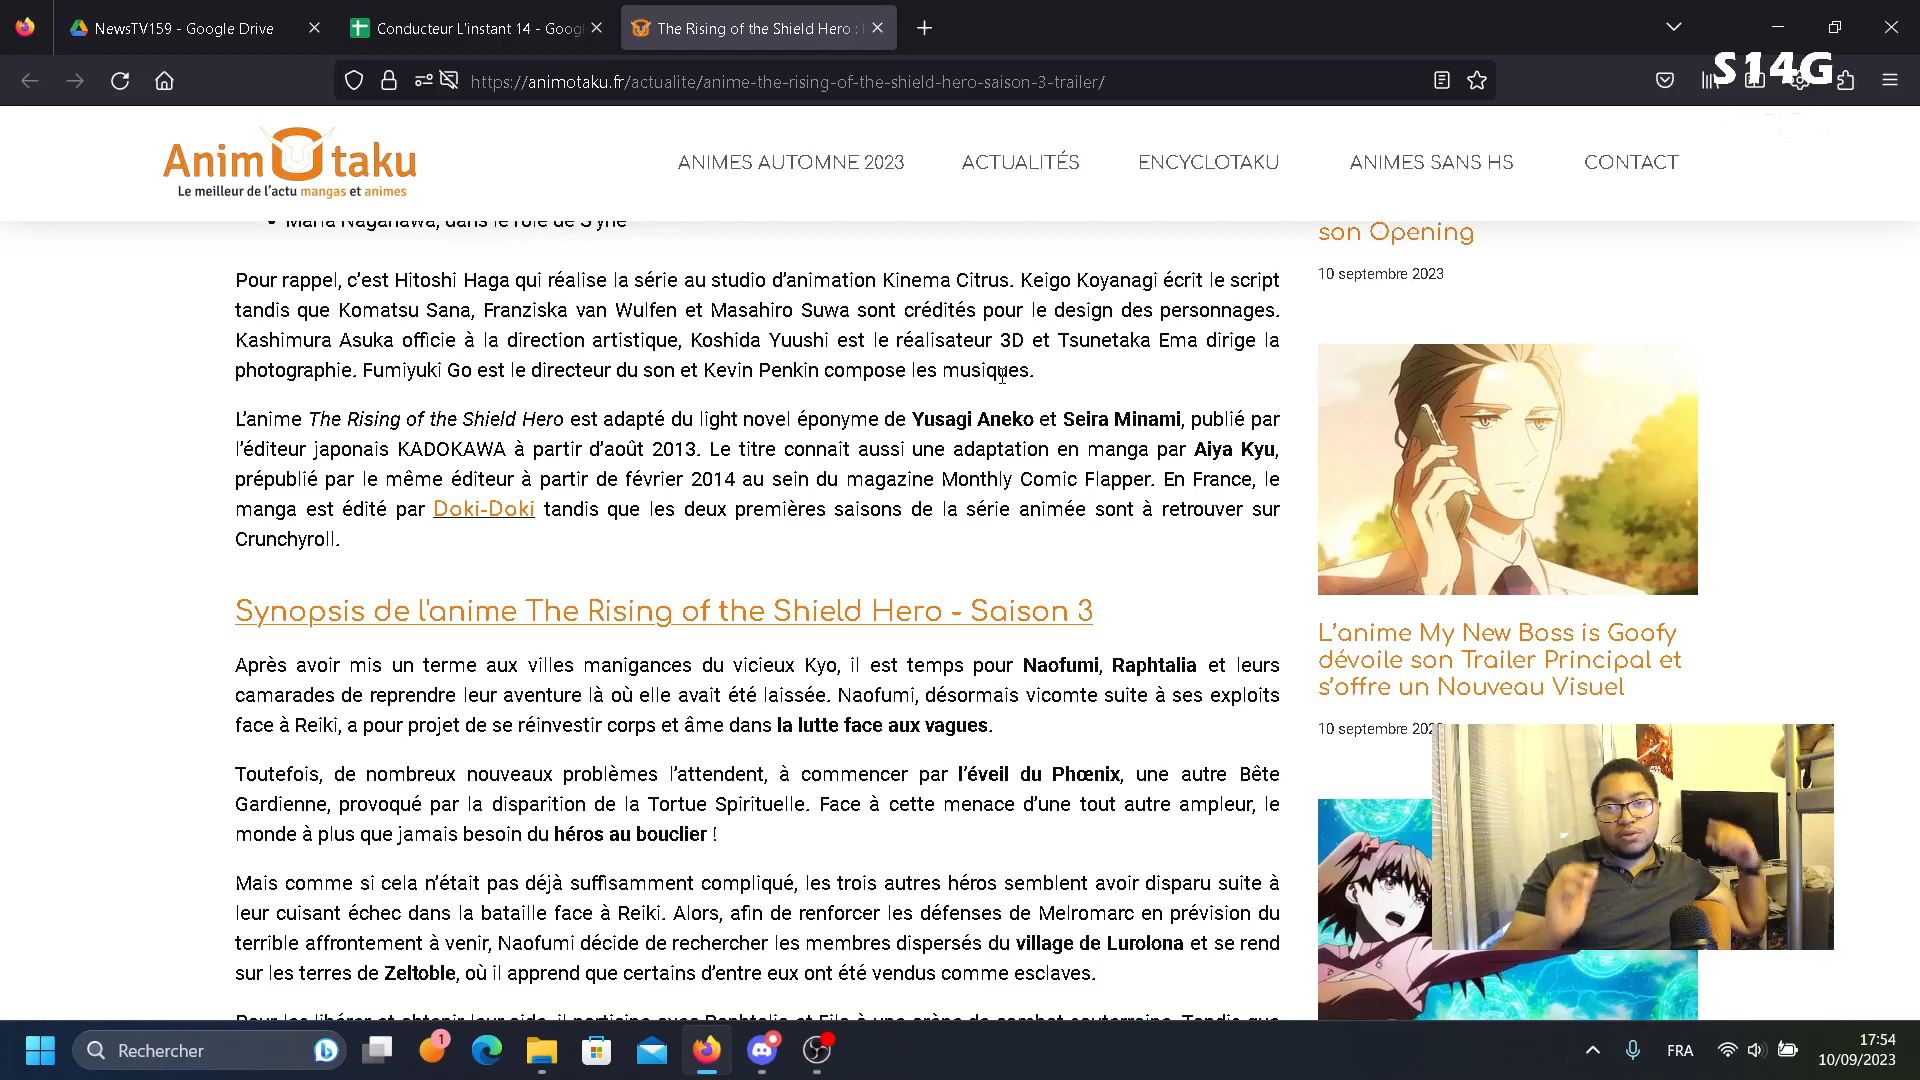 NewsTV159 - Google Drive
Conducteur L'instant 14 - Goog
The Rising of the Shield Hero :
S14G
https://animotaku.fr/actualite/anime-the-rising-of-the-shield-hero-saison-3-trailer/
AnimOtaku
Le meilleur de l'actu mangas et animes
ANIMES AUTOMNE 2023
ACTUALITÉS
ENCYCLOTAKU
ANIMES SANS HS
CONTACT
Maria Naganawa, dans le rôle de S'yne
Pour rappel, c'est Hitoshi Haga qui réalise la série au studio d'animation Kinema Citrus. Keigo Koyanagi écrit le script
tandis que Komatsu Sana, Franziska van Wulfen et Masahiro Suwa sont crédités pour le design des personnages.
Kashimura Asuka officie à la direction artistique, Koshida Yuushi est le réalisateur 3D et Tsunetaka Ema dirige la
photographie. Fumiyuki Go est le directeur du son et Kevin Penkin compose les musiques.
L'anime The Rising of the Shield Hero est adapté du light novel éponyme de Yusagi Aneko et Seira Minami, publié par
l'éditeur japonais KADOKAWA à partir d'août 2013. Le titre connait aussi une adaptation en manga par Aiya Kyu,
prépublié par le même éditeur à partir de février 2014 au sein du magazine Monthly Comic Flapper. En France, le
manga est édité par Doki-Doki tandis que les deux premières saisons de la série animée sont à retrouver sur
Crunchyroll.
Synopsis de l'anime The Rising of the Shield Hero - Saison 3
Après avoir mis un terme aux villes manigances du vicieux Kyo, il est temps pour Naofumi, Raphtalia et leurs
camarades de reprendre leur aventure là où elle avait été laissée. Naofumi, désormais vicomte suite à ses exploits
face à Reiki, a pour projet de se réinvestir corps et âme dans la lutte face aux vagues.
Toutefois, de nombreux nouveaux problèmes l'attendent, à commencer par l'éveil du Phœnix, une autre Bête
Gardienne, provoqué par la disparition de la Tortue Spirituelle. Face à cette menace d'une tout autre ampleur, le
monde à plus que jamais besoin du héros au bouclier !
Mais comme si cela n'était pas déjà suffisamment compliqué, les trois autres héros semblent avoir disparu suite à
leur cuisant échec dans la bataille face à Reiki. Alors, afin de renforcer les défenses de Melromarc en prévision du
terrible affrontement à venir, Naofumi décide de rechercher les membres dispersés du village de Lurolona et se rend
sur les terres de Zeltoble, où il apprend que certains d'entre eux ont été vendus comme esclaves.
son Opening
10 septembre 2023
L'anime My New Boss is Goofy
dévoile son Trailer Principal et
s'offre un Nouveau Visuel
10 septembre 202
Rechercher
1
FRA
17:54
10/09/2023